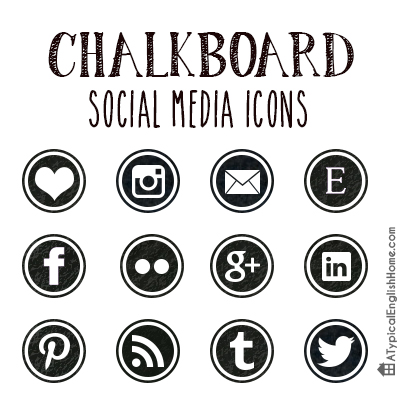 CHALKBOARD
SOCIAL MEDIA ICONS
E
f
g+
in
t
ATypicalEnglishHome.com